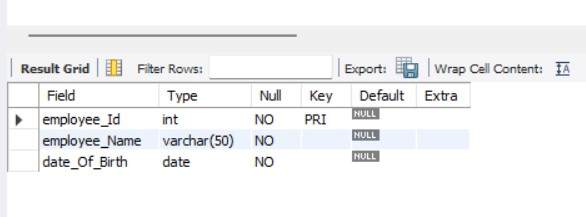 Result Grid Filter Rows: Export: Wrap Cell Content: IA
Field Type Null Key Default Extra
employee_Id int NO PRI NULL
employee_Name varchar(50) NO NULL
date_Of_Birth date NO NULL